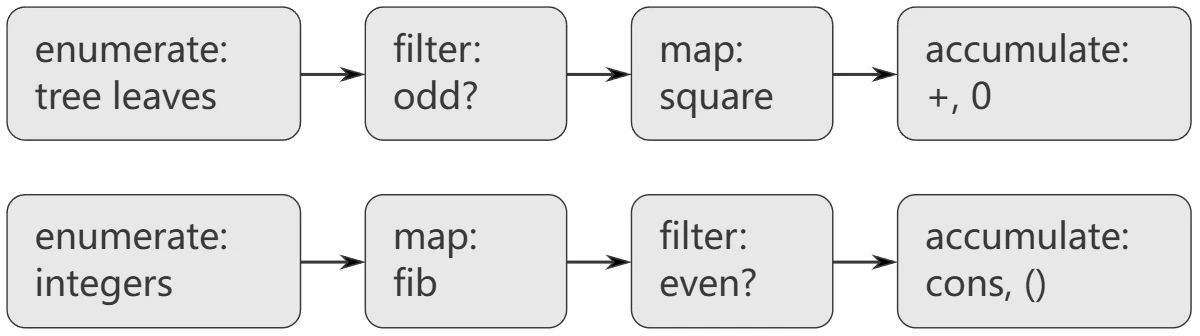 enumerate:
tree leaves
filter:
odd?
map:
square
accumulate:
+, 0
enumerate:
integers
map:
fib
filter:
even?
accumulate:
cons, ()